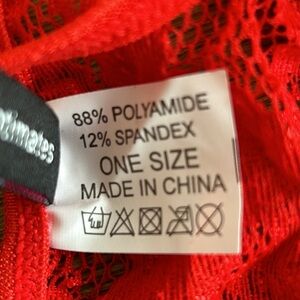 88% POLYAMIDE
12% SPANDEX
ONE SIZE
MADE IN CHINA